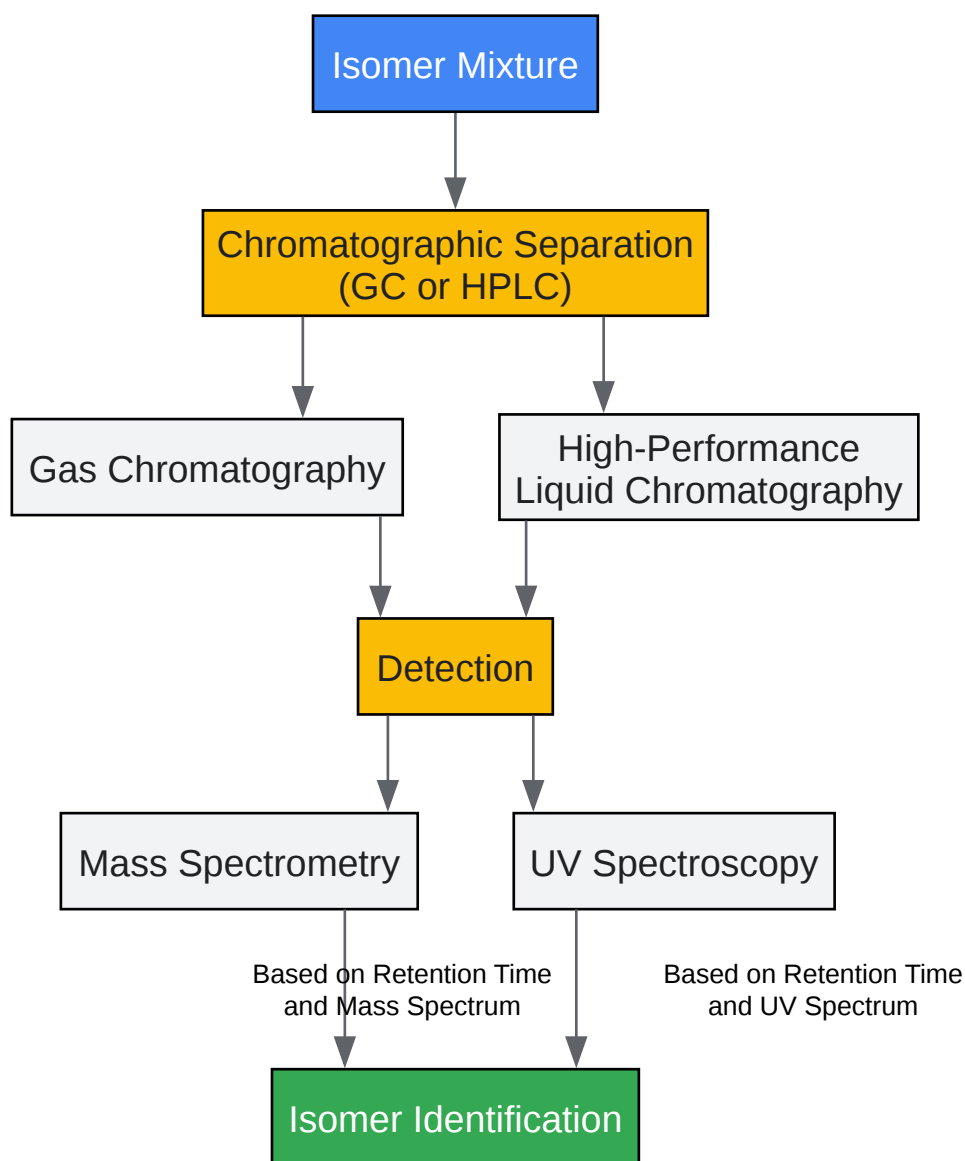 Isomer Mixture
Chromatographic Separation
(GC or HPLC)
Gas Chromatography
High-Performance
Liquid Chromatography
Detection
Mass Spectrometry
UV Spectroscopy
Based on Retention Time
and Mass Spectrum
Based on Retention Time
and UV Spectrum
Isomer Identification